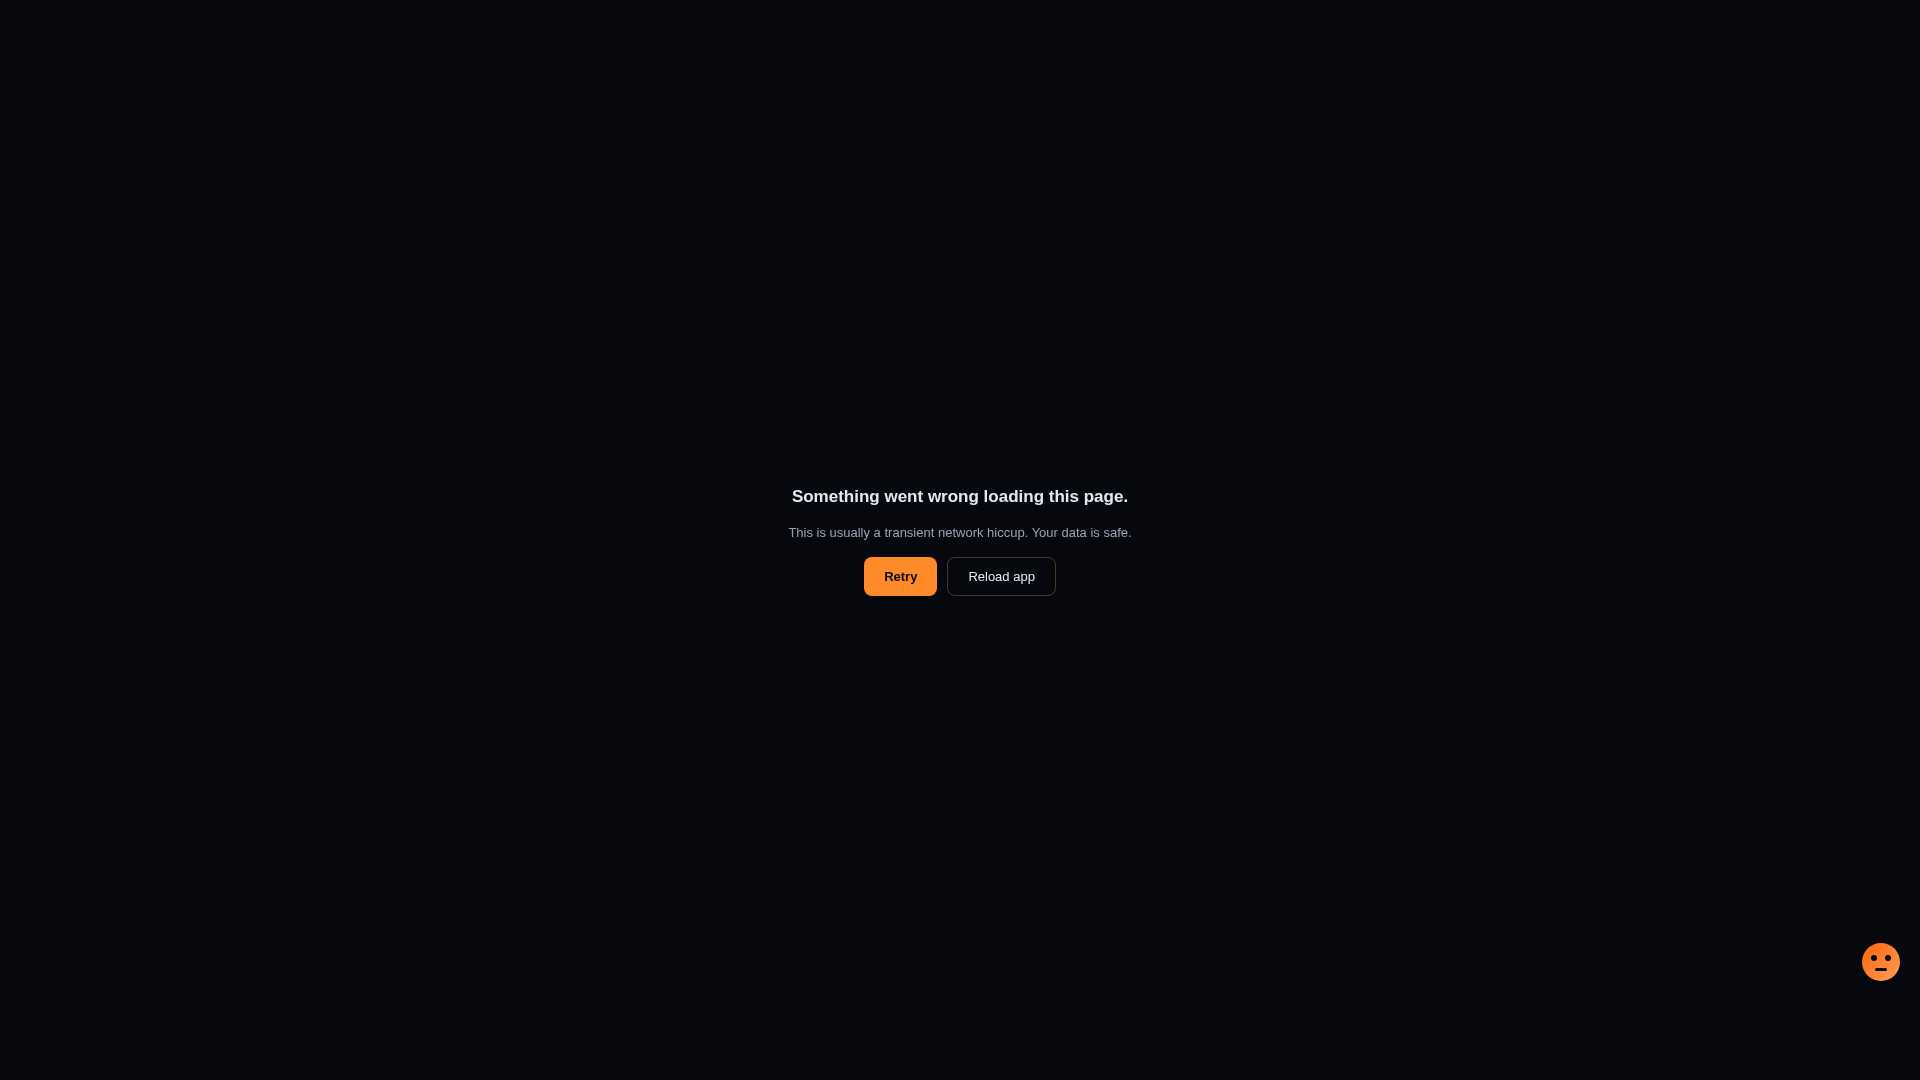 Something went wrong loading this page.
This is usually a transient network hiccup. Your data is safe.
Retry
Reload app